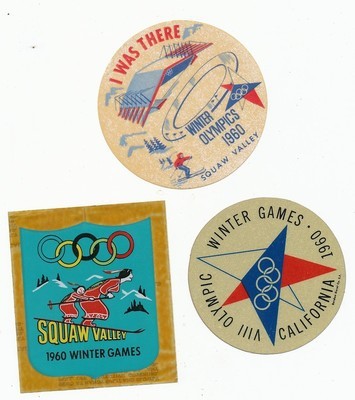 I WAS THERE
WINTER
OLYMPICS
1960
SQUAW VALLEY
SQUAW VALLEY
1960 WINTER GAMES
VIII OLYMPIC WINTER GAMES · 1960
CALIFORNIA